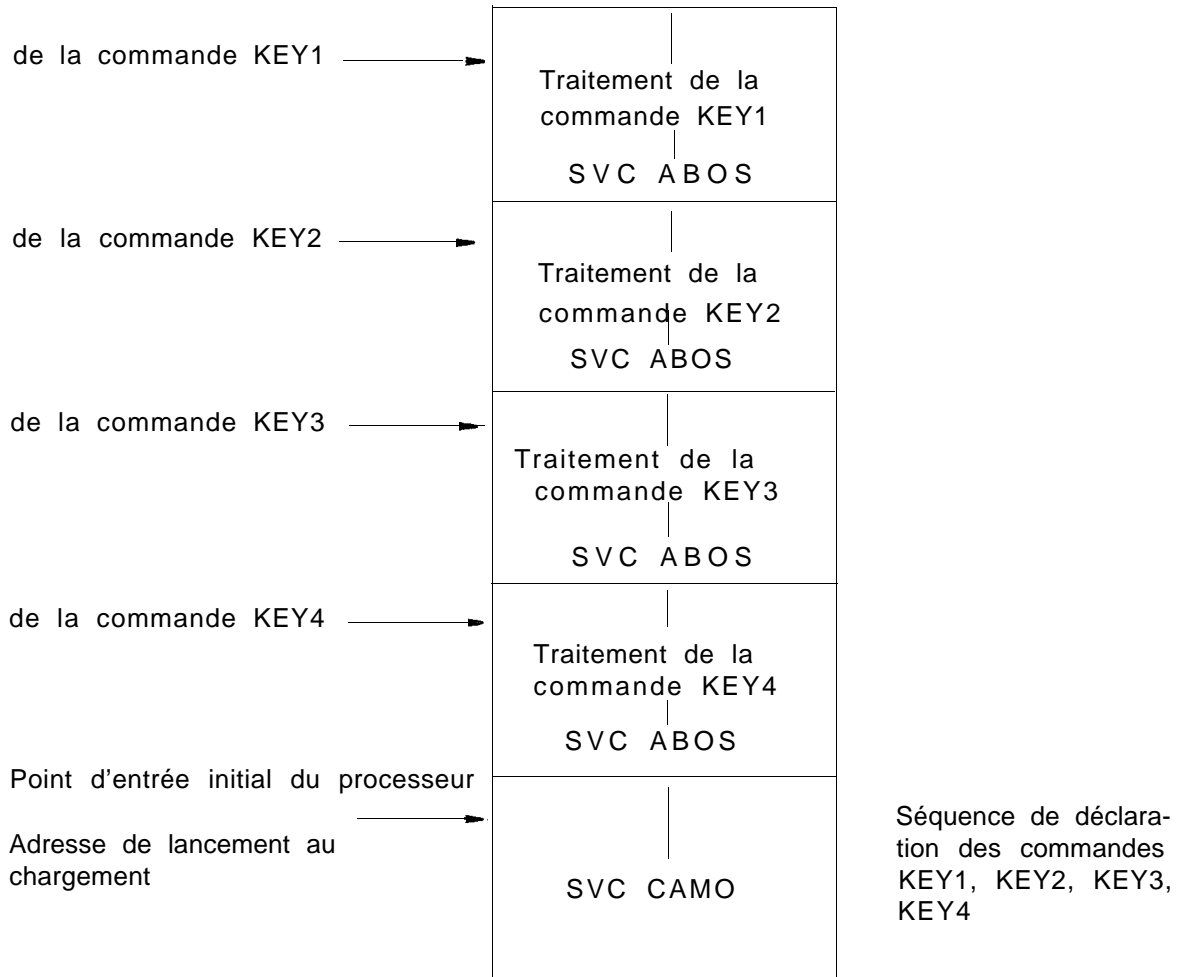 de la commande KEY1
Traitement de la
commande KEY1
SVC ABOS
de la commande KEY2
Traitement de la
commande KEY2
SVC ABOS
de la commande KEY3
Traitement de la
commande KEY3
SVC ABOS
de la commande KEY4
Traitement de la
commande KEY4
SVC ABOS
Point d'entrée initial du processeur
Adresse de lancement au
chargement
SVC CAMO
Séquence de déclara-
tion des commandes
KEY1, KEY2, KEY3,
KEY4